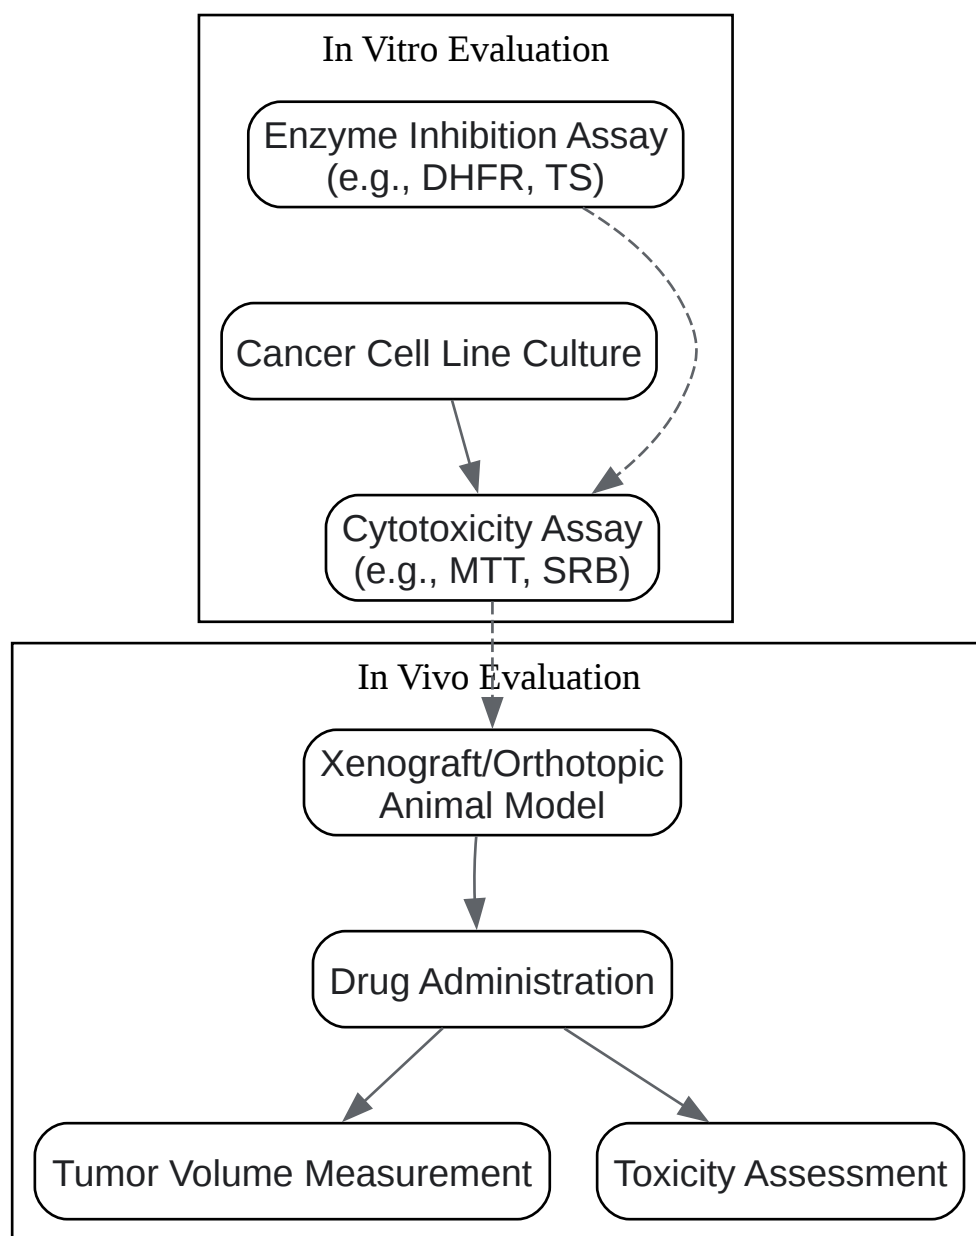 In Vitro Evaluation
Enzyme Inhibition Assay
(e.g., DHFR, TS)
Cancer Cell Line Culture
Cytotoxicity Assay
(e.g., MTT, SRB)
In Vivo Evaluation
Xenograft/Orthotopic
Animal Model
Drug Administration
Tumor Volume Measurement
Toxicity Assessment